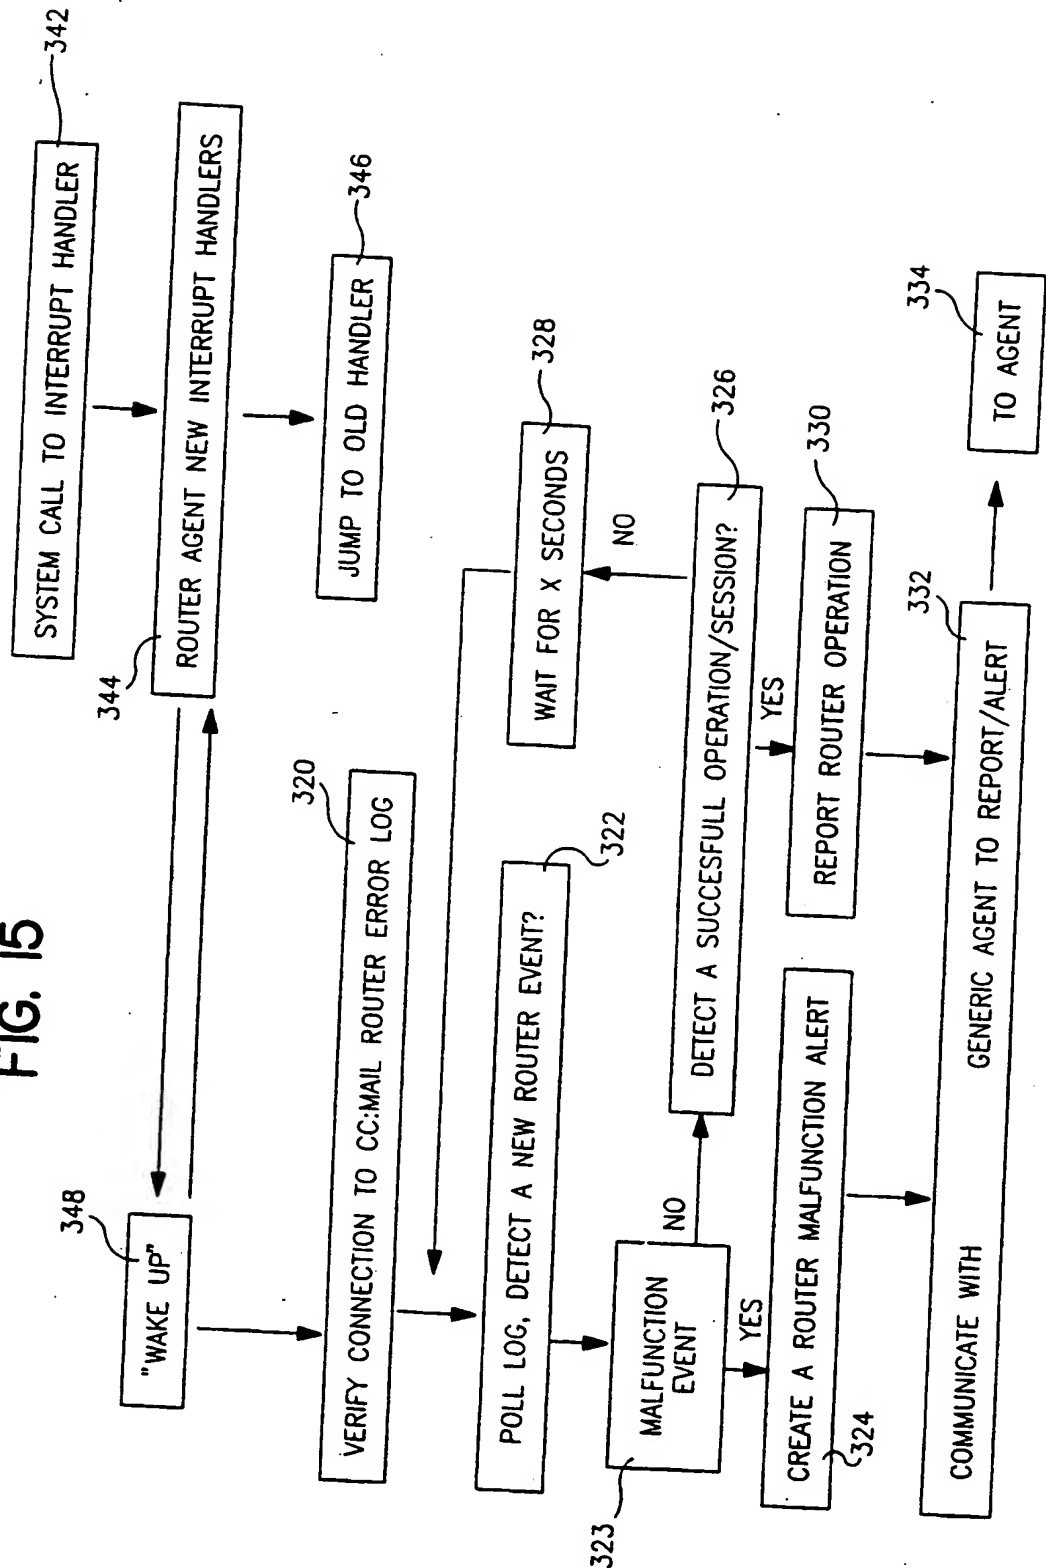 FIG. 15
342
SYSTEM CALL TO INTERRUPT HANDLER
344
ROUTER AGENT NEW INTERRUPT HANDLERS
346
JUMP TO OLD HANDLER
348
"WAKE UP"
320
VERIFY CONNECTION TO CC:MAIL ROUTER ERROR LOG
328
WAIT FOR X SECONDS
322
POLL LOG, DETECT A NEW ROUTER EVENT?
NO
323
MALFUNCTION
EVENT
NO
326
DETECT A SUCCESFULL OPERATION/SESSION?
YES
YES
324
CREATE A ROUTER MALFUNCTION ALERT
330
REPORT ROUTER OPERATION
332
COMMUNICATE WITH GENERIC AGENT TO REPORT/ALERT
334
TO AGENT